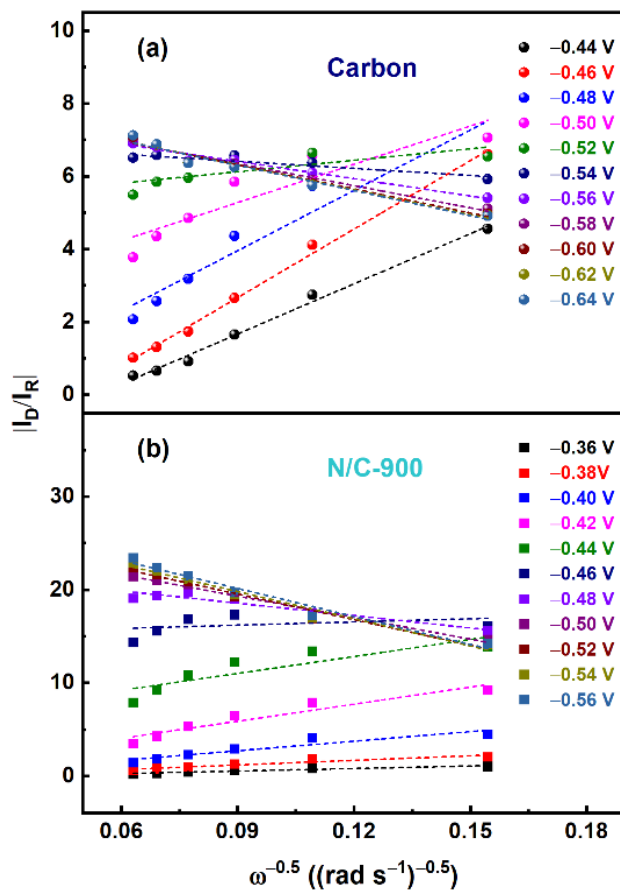 (a)
Carbon
10
8
6
4
2
0
−0.44 V
−0.46 V
−0.48 V
−0.50 V
−0.52 V
−0.54 V
−0.56 V
−0.58 V
−0.60 V
−0.62 V
−0.64 V
|I_D/I_R|
(b)
N/C-900
30
20
10
0
−0.36 V
−0.38V
−0.40 V
−0.42 V
−0.44 V
−0.46 V
−0.48 V
−0.50 V
−0.52 V
−0.54 V
−0.56 V
0.06 0.09 0.12 0.15 0.18
ω⁻⁰·⁵ ((rad s⁻¹)⁻⁰·⁵)